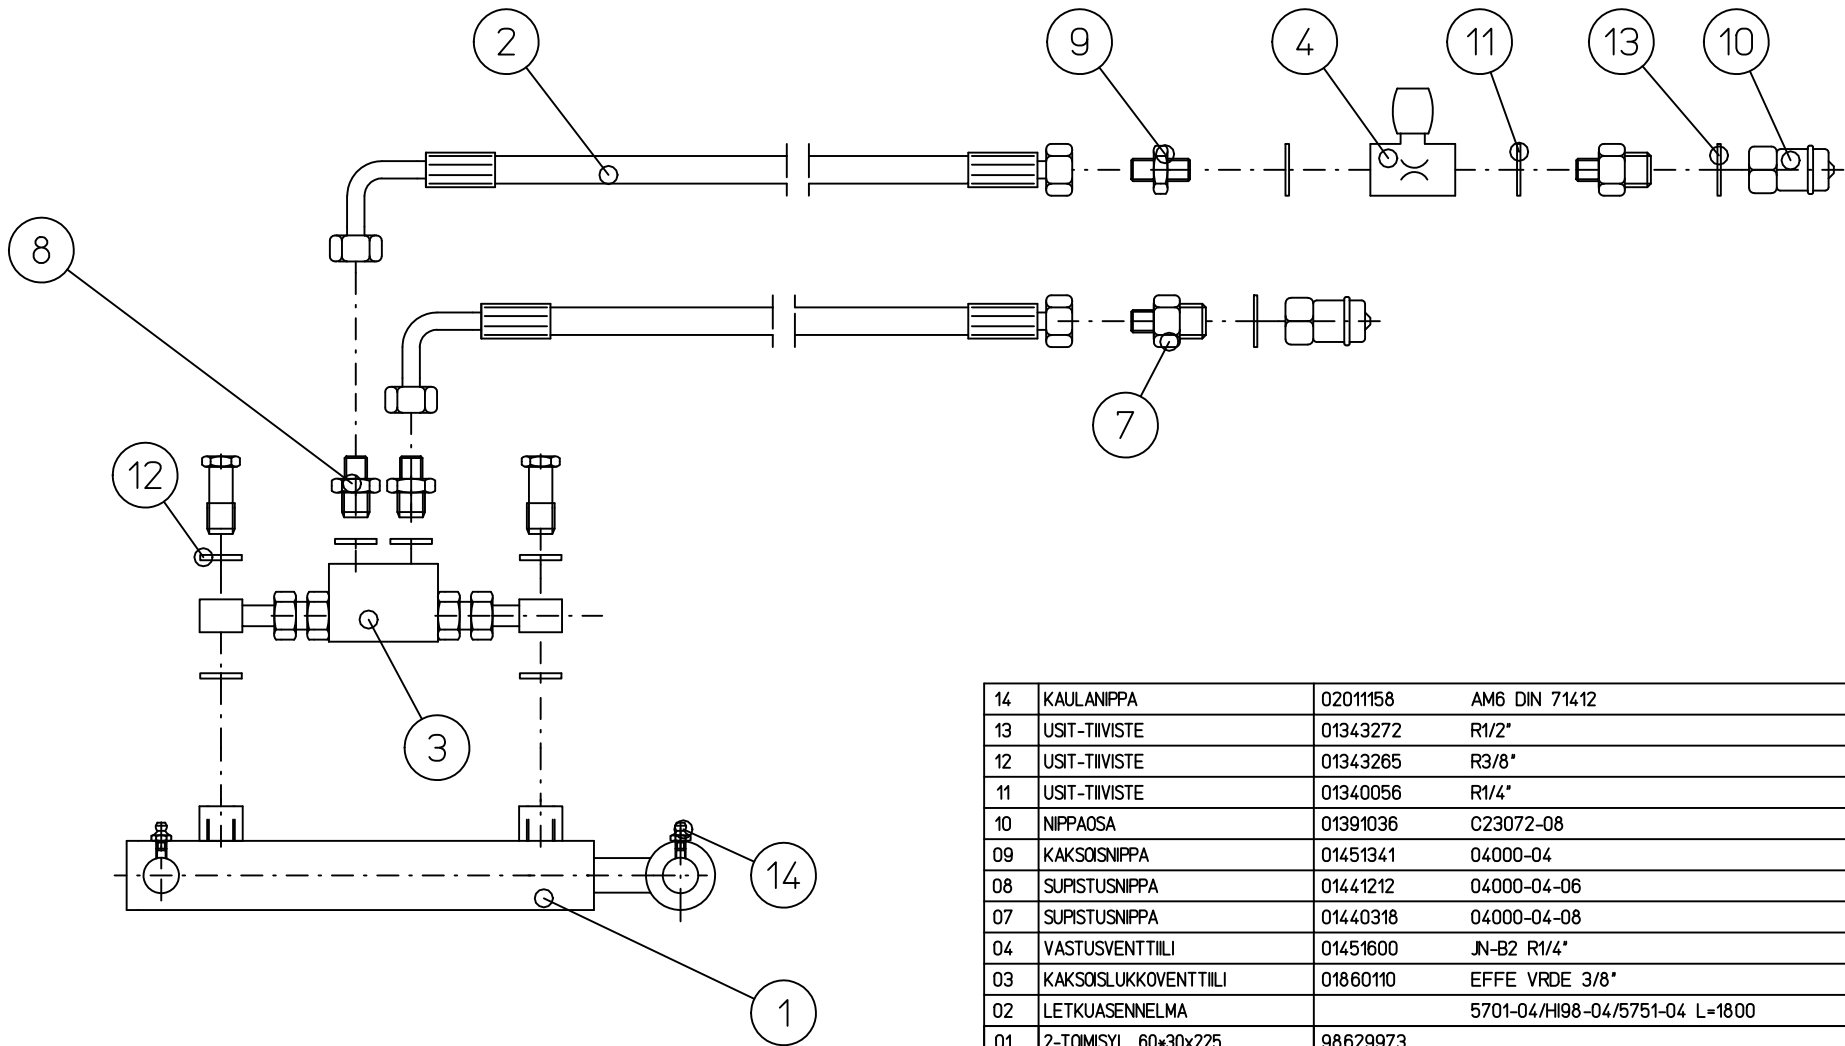 2 9 4 11 13 10
8
7
12
3
14
1
14 KAULANIPPA 02011158 AM6 DIN 71412
13 USIT-TIIVISTE 01343272 R1/2"
12 USIT-TIIVISTE 01343265 R3/8"
11 USIT-TIIVISTE 01340056 R1/4"
10 NIPPAOSA 01391036 C23072-08
09 KAKSOISNIPPA 01451341 04000-04
08 SUPISTUSNIPPA 01441212 04000-04-06
07 SUPISTUSNIPPA 01440318 04000-04-08
04 VASTUSVENTTIILI 01451600 JN-B2 R1/4"
03 KAKSOISLUKKOVENTTIILI 01860110 EFFE VRDE 3/8"
02 LETKUASENNELMA 5701-04/HI98-04/5751-04 L=1800
01 2-TOIMISYL. 60*30x225 98629973